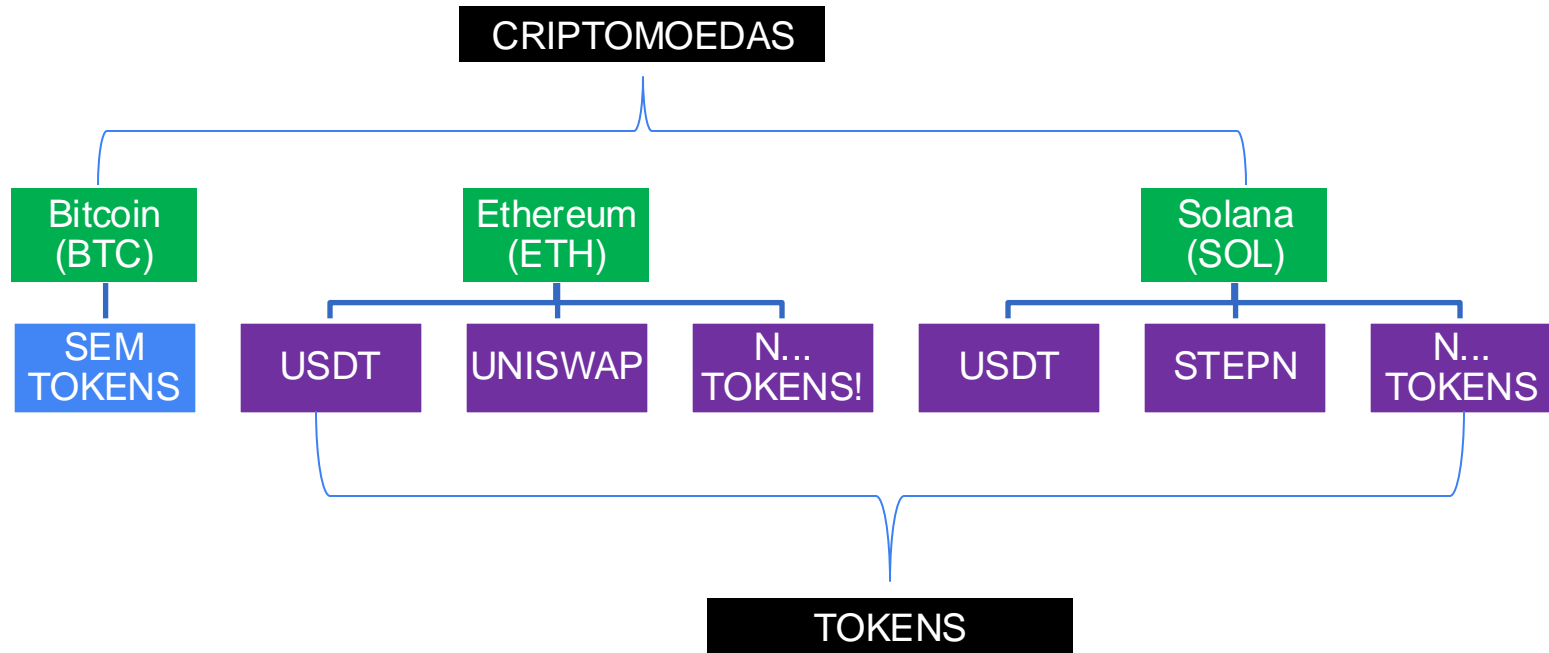 CRIPTOMOEDAS
Bitcoin
(BTC)
Ethereum
(ETH)
Solana
(SOL)
SEM
TOKENS
USDT
UNISWAP
N...
TOKENS!
USDT
STEPN
N...
TOKENS
TOKENS